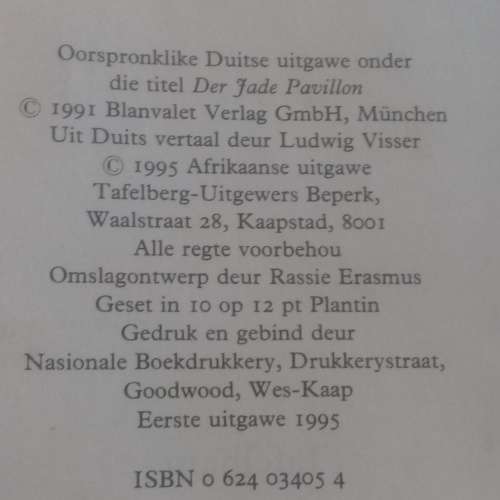 Oorspronklike Duitse uitgawe onder
die titel Der Jade Pavillon
© 1991 Blanvalet Verlag GmbH, München
Uit Duits vertaal deur Ludwig Visser
© 1995 Afrikaanse uitgawe
Tafelberg-Uitgewers Beperk,
Waalstraat 28, Kaapstad, 8001
Alle regte voorbehou
Omslagontwerp deur Rassie Erasmus
Geset in 10 op 12 pt Plantin
Gedruk en gebind deur
Nasionale Boekdrukkery, Drukkerystraat,
Goodwood, Wes-Kaap
Eerste uitgawe 1995
ISBN 0 624 03405 4